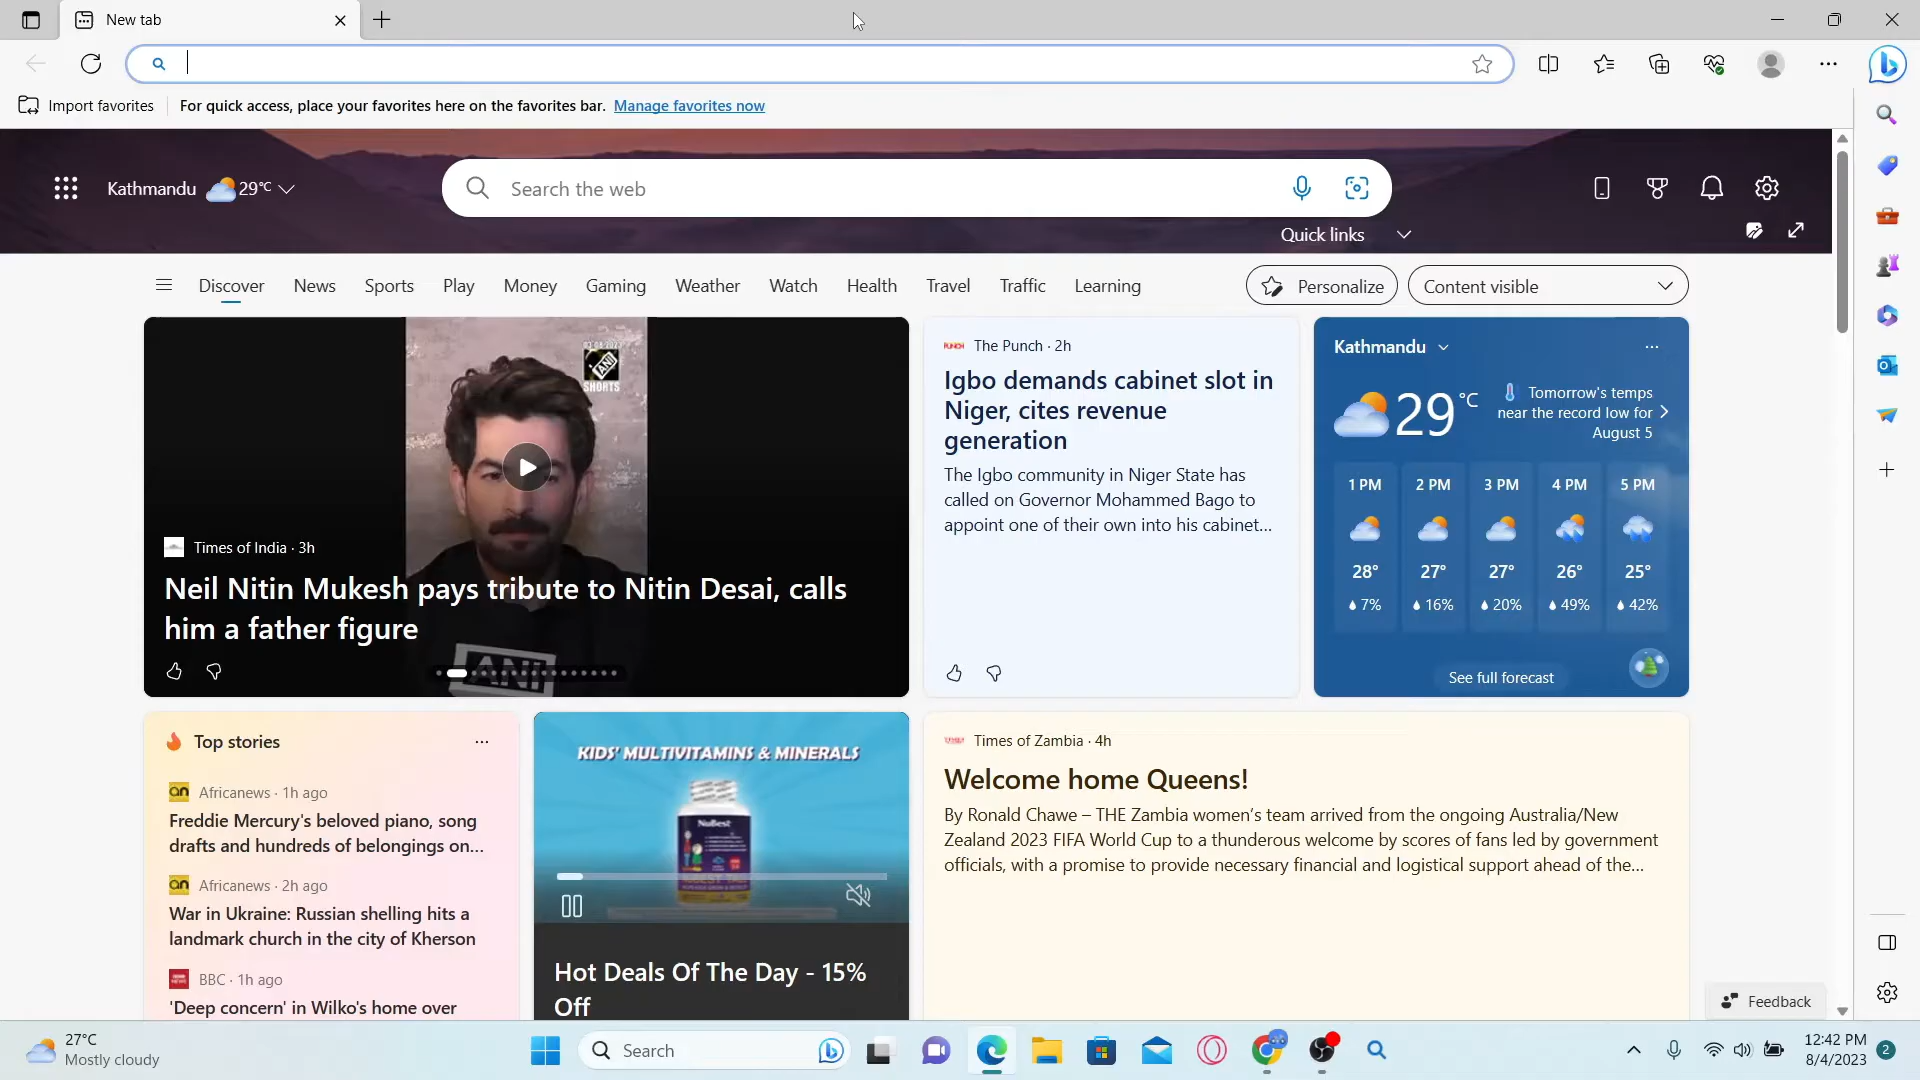 New tab
Import favorites
For quick access, place your favorites here on the favorites bar. Manage favorites now
Kathmandu 29°C
Search the web
Quick links
Discover News Sports Play Money Gaming Weather Watch Health Travel Traffic Learning
Personalize
Content visible
03-08-2023
ANI
SHORTS
Times of India · 3h
Neil Nitin Mukesh pays tribute to Nitin Desai, calls
him a father figure
ANI
PUNCH The Punch · 2h
Igbo demands cabinet slot in
Niger, cites revenue
generation
The Igbo community in Niger State has
called on Governor Mohammed Bago to
appoint one of their own into his cabinet...
Kathmandu
29 °C
Tomorrow's temps
near the record low for
August 5
1 PM 2 PM 3 PM 4 PM 5 PM
28° 27° 27° 26° 25°
7% 16% 20% 49% 42%
See full forecast
Top stories
an Africanews · 1h ago
Freddie Mercury's beloved piano, song
drafts and hundreds of belongings on...
an Africanews · 2h ago
War in Ukraine: Russian shelling hits a
landmark church in the city of Kherson
BBC · 1h ago
'Deep concern' in Wilko's home over
KIDS' MULTIVITAMINS & MINERALS
NuBest
Hot Deals Of The Day - 15%
Off
Times of Zambia · 4h
Welcome home Queens!
By Ronald Chawe – THE Zambia women’s team arrived from the ongoing Australia/New
Zealand 2023 FIFA World Cup to a thunderous welcome by scores of fans led by government
officials, with a promise to provide necessary financial and logistical support ahead of the...
Feedback
27°C
Mostly cloudy
Search
12:42 PM
8/4/2023
2